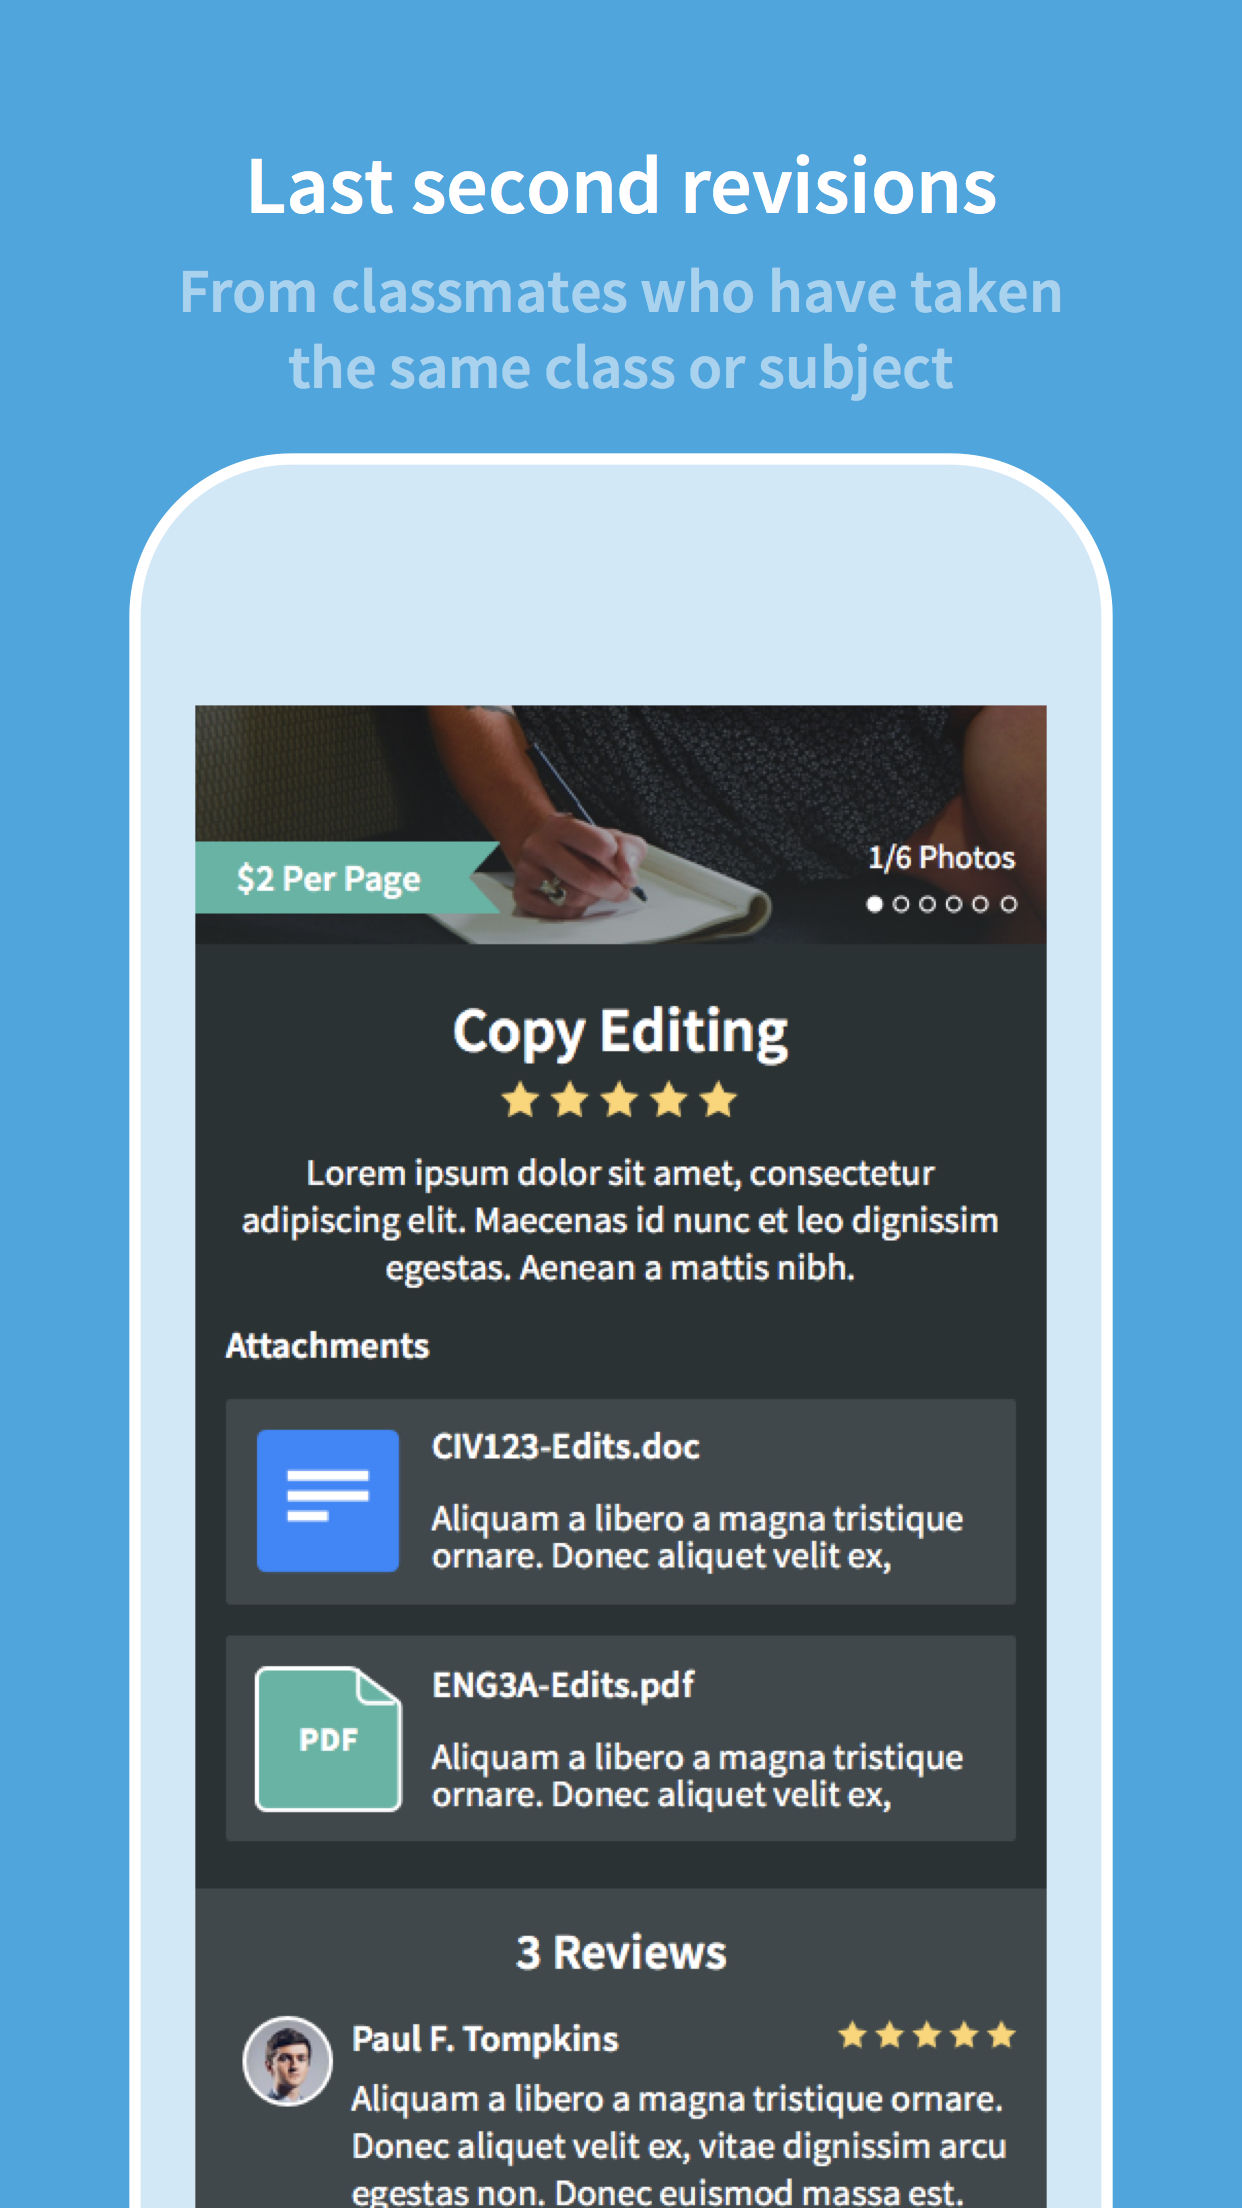 Last second revisions
From classmates who have taken
the same class or subject
$2 Per Page
1/6 Photos
Copy Editing
Lorem ipsum dolor sit amet, consectetur
adipiscing elit. Maecenas id nunc et leo dignissim
egestas. Aenean a mattis nibh.
Attachments
CIV123-Edits.doc
Aliquam a libero a magna tristique
ornare. Donec aliquet velit ex,
PDF
ENG3A-Edits.pdf
Aliquam a libero a magna tristique
ornare. Donec aliquet velit ex,
3 Reviews
Paul F. Tompkins
Aliquam a libero a magna tristique ornare.
Donec aliquet velit ex, vitae dignissim arcu
egestas non. Donec euismod massa est.